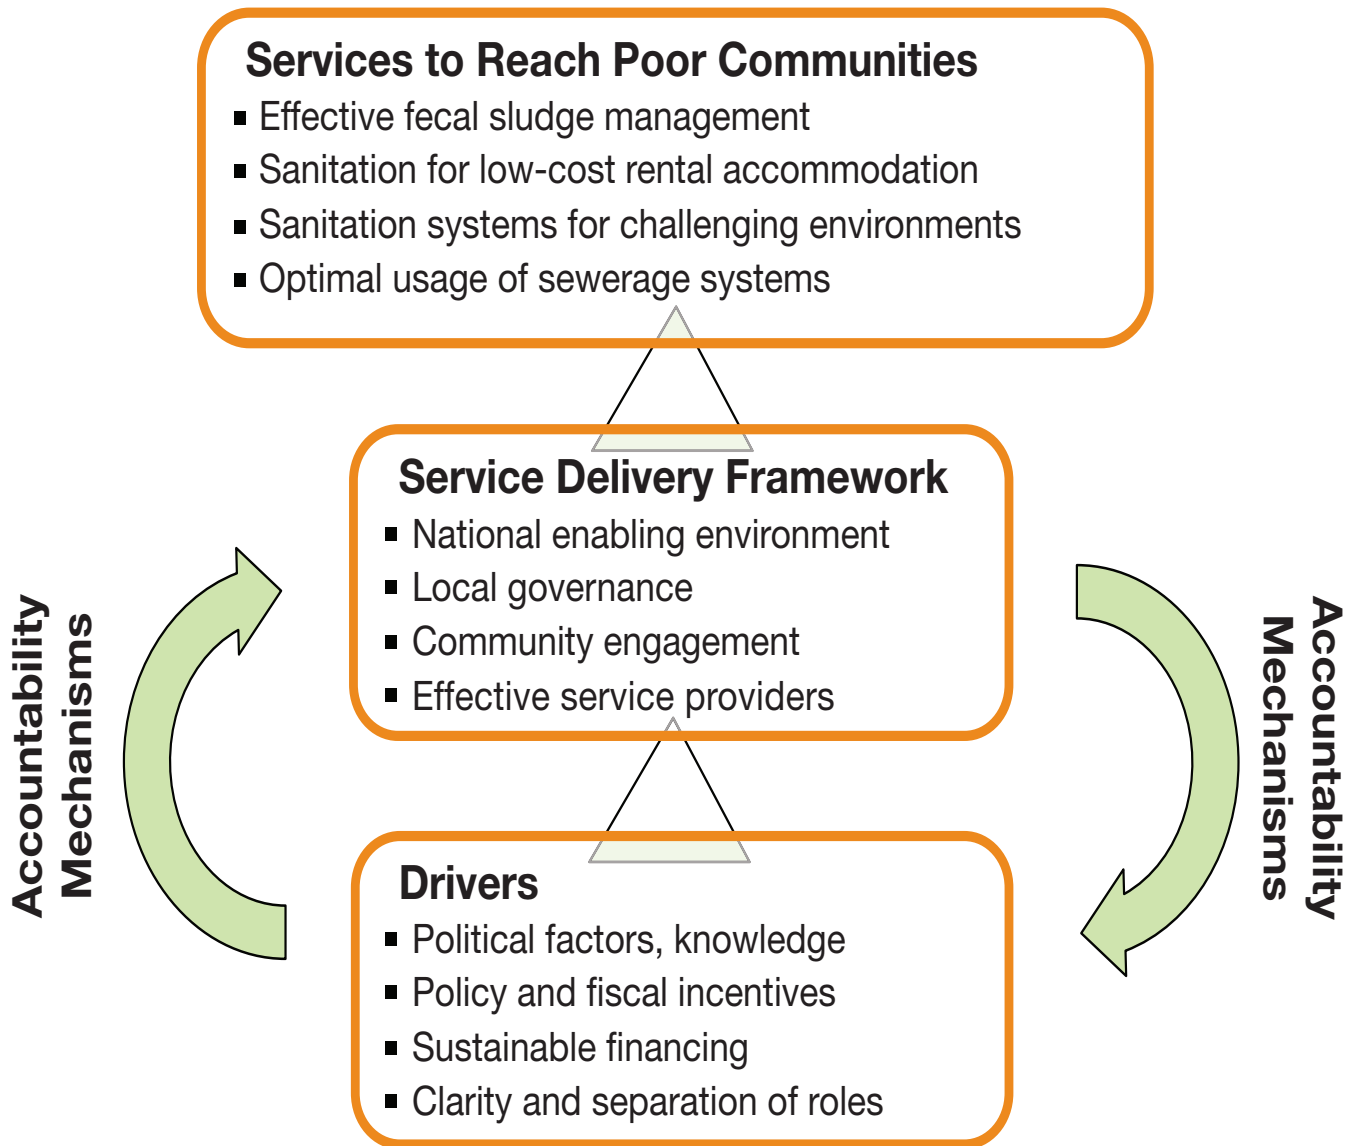 Services to Reach Poor Communities
▪ Effective fecal sludge management
▪ Sanitation for low-cost rental accommodation
▪ Sanitation systems for challenging environments
▪ Optimal usage of sewerage systems
Service Delivery Framework
▪ National enabling environment
▪ Local governance
▪ Community engagement
▪ Effective service providers
Accountability
Mechanisms
Accountability
Mechanisms
Drivers
▪ Political factors, knowledge
▪ Policy and fiscal incentives
▪ Sustainable financing
▪ Clarity and separation of roles